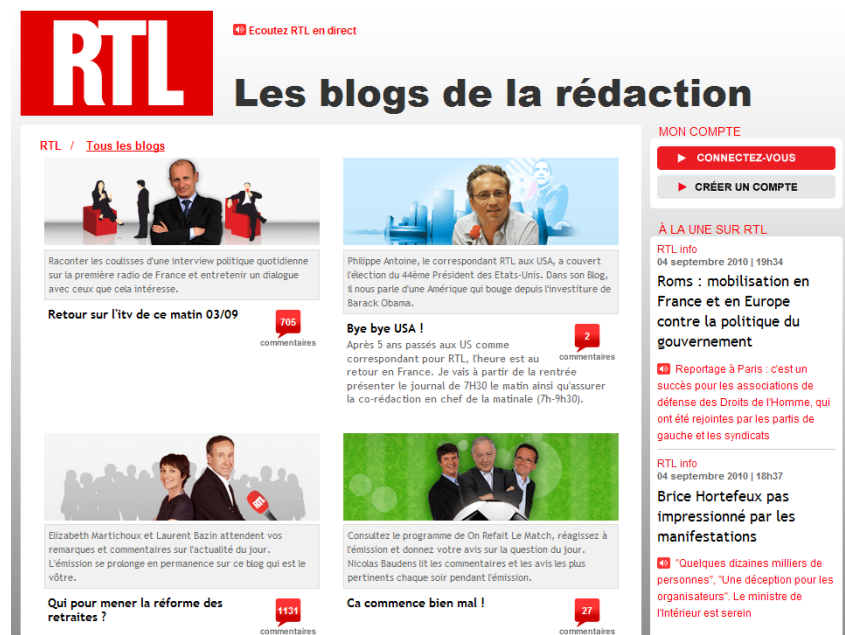 RTL
Ecoutez RTL en direct
Les blogs de la rédaction
RTL / Tous les blogs
Raconter les coulisses d'une interview politique quotidienne
sur la première radio de France et entretenir un dialogue
avec ceux que cela intéresse.
Retour sur l'itv de ce matin 03/09
705
commentaires
Philippe Antoine, le correspondant RTL aux USA, a couvert
l'élection du 44ème Président des Etats-Unis. Dans son Blog,
il nous parle d'une Amérique qui bouge depuis l'investiture de
Barack Obama.
Bye bye USA !
2
commentaires
Après 5 ans passés aux US comme
correspondant pour RTL, l'heure est au
retour en France. Je vais à partir de la rentrée
présenter le journal de 7H30 le matin ainsi qu'assurer
la co-rédaction en chef de la matinale (7h-9h30).
RTL
Elizabeth Martichoux et Laurent Bazin attendent vos
remarques et commentaires sur l'actualité du jour.
L'émission se prolonge en permanence sur ce blog qui est le
vôtre.
Qui pour mener la réforme des
retraites ?
1131
commentaires
Consultez le programme de On Refait Le Match, réagissez à
l'émission et donnez votre avis sur la question du jour.
Nicolas Baudens lit les commentaires et les avis les plus
pertinents chaque soir pendant l'émission.
Ca commence bien mal !
27
commentaires
MON COMPTE
CONNECTEZ-VOUS
CRÉER UN COMPTE
À LA UNE SUR RTL
RTL info
04 septembre 2010 | 19h34
Roms : mobilisation en
France et en Europe
contre la politique du
gouvernement
Reportage à Paris : c'est un
succès pour les associations de
défense des Droits de l'Homme, qui
ont été rejointes par les partis de
gauche et les syndicats
RTL info
04 septembre 2010 | 18h37
Brice Hortefeux pas
impressionné par les
manifestations
"Quelques dizaines milliers de
personnes", "Une déception pour les
organisateurs". Le ministre de
l'Intérieur est serein